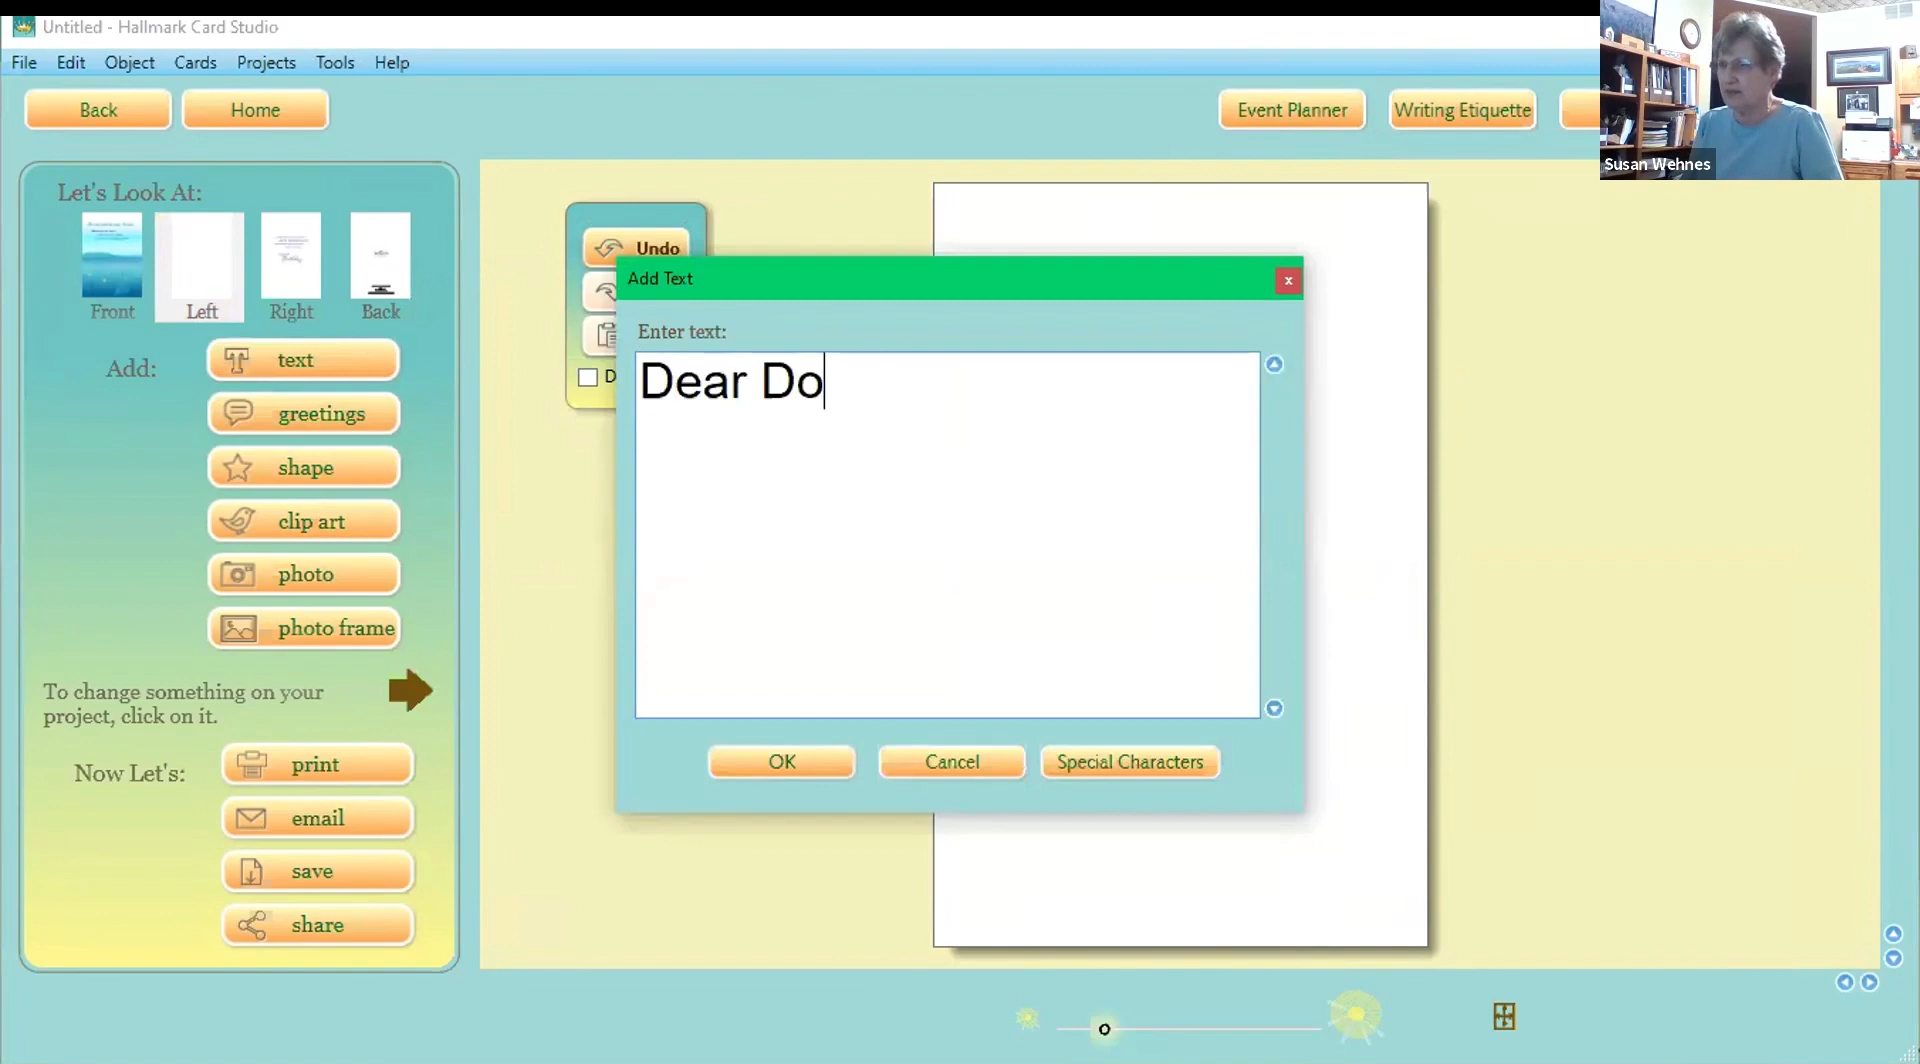 Untitled - Hallmark Card Studio
File Edit Object Cards Projects Tools Help
Back Home Event Planner Writing Etiquette
Susan Wehnes
Let's Look At:
Front Left Right Back
Add:
text
greetings
shape
clip art
photo
photo frame
To change something on your
project, click on it.
Now Let's:
print
email
save
share
Undo
D
Add Text
x
Enter text:
Dear Do
OK Cancel Special Characters